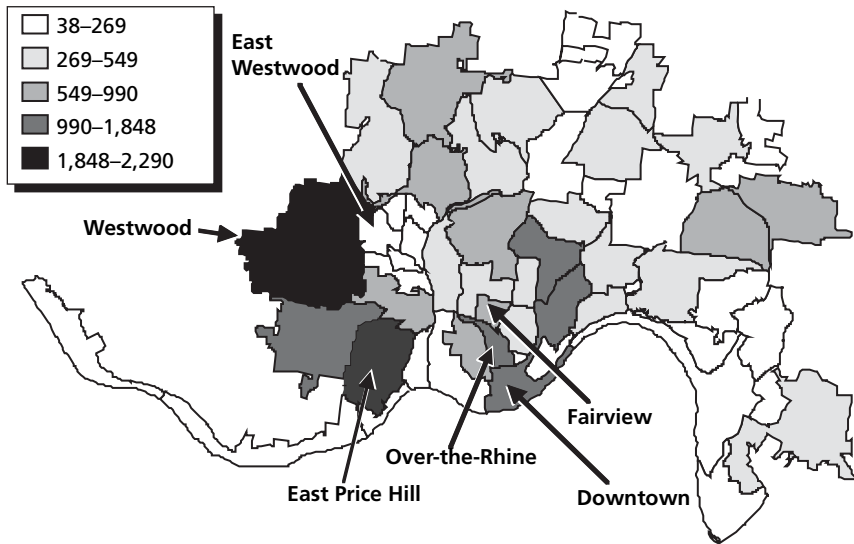 38–269
269–549
549–990
990–1,848
1,848–2,290
East
Westwood
Westwood
Fairview
Over-the-Rhine
East Price Hill
Downtown